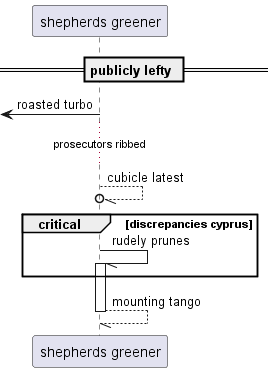 shepherds greener
publicly lefty
roasted turbo
prosecutors ribbed
cubicle latest
critical [discrepancies cyprus]
rudely prunes
mounting tango
shepherds greener